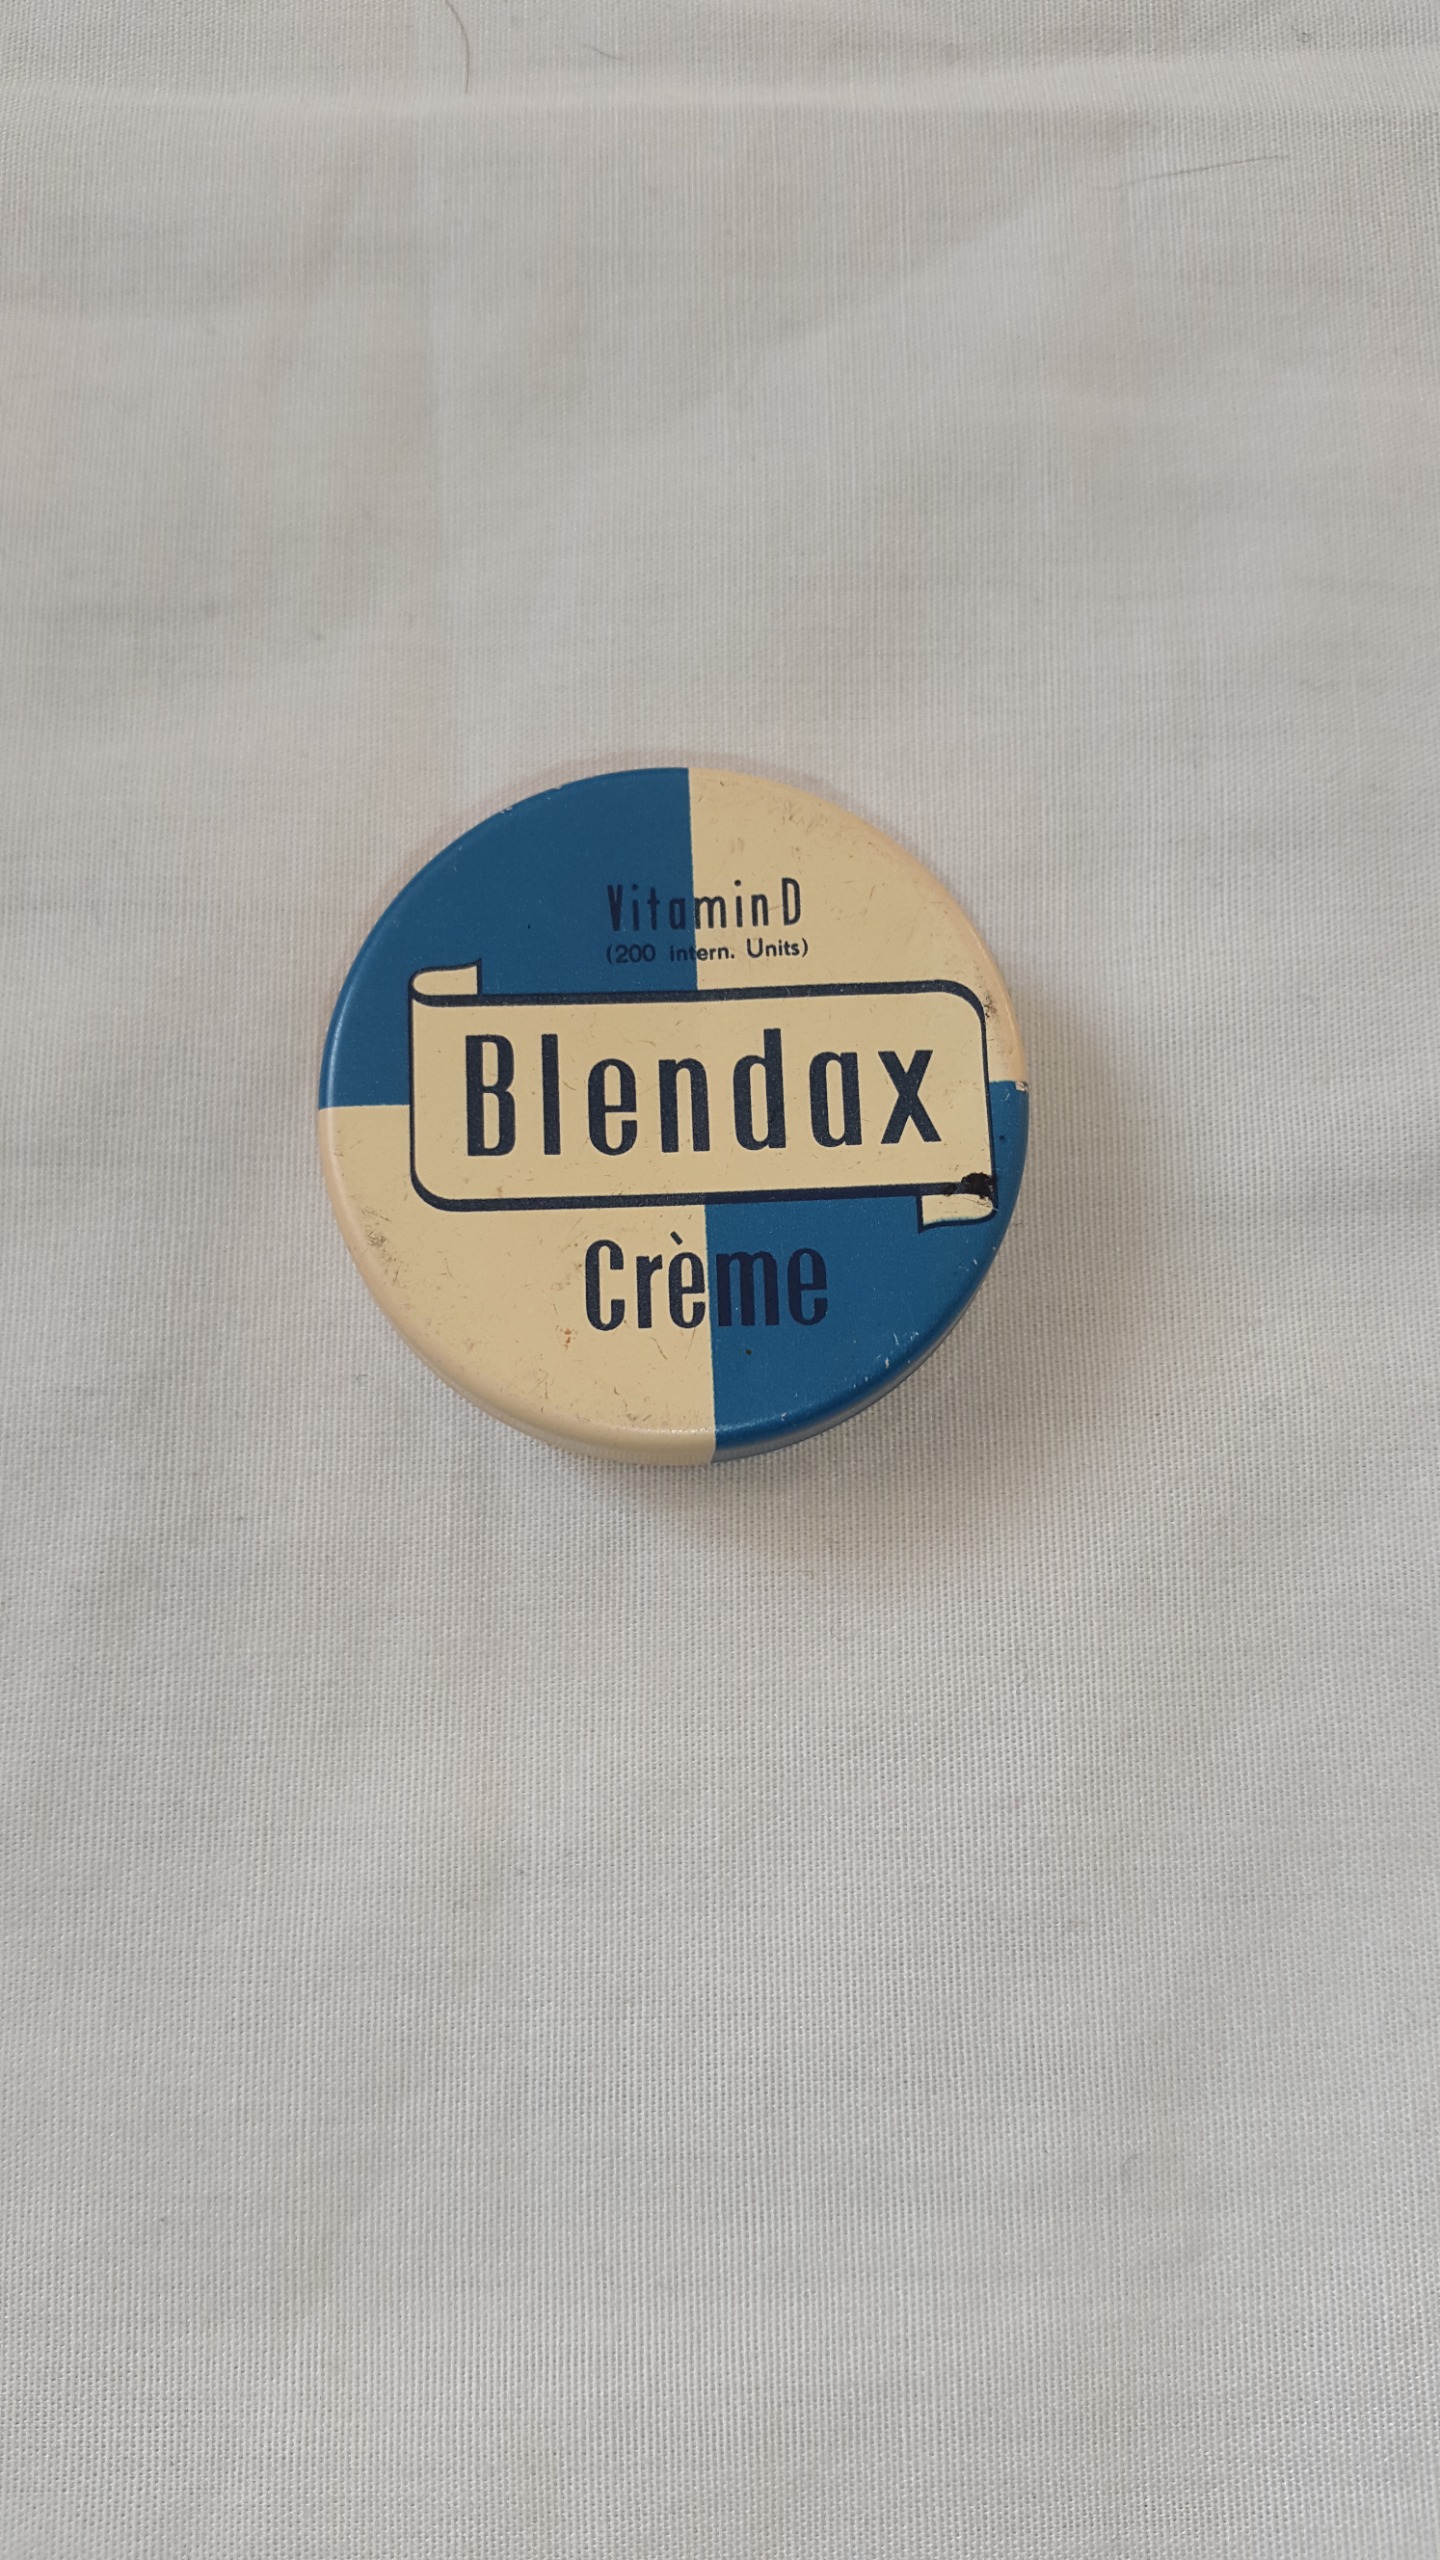 Vitamin D
(200 intern. Units)
Blendax
Crème